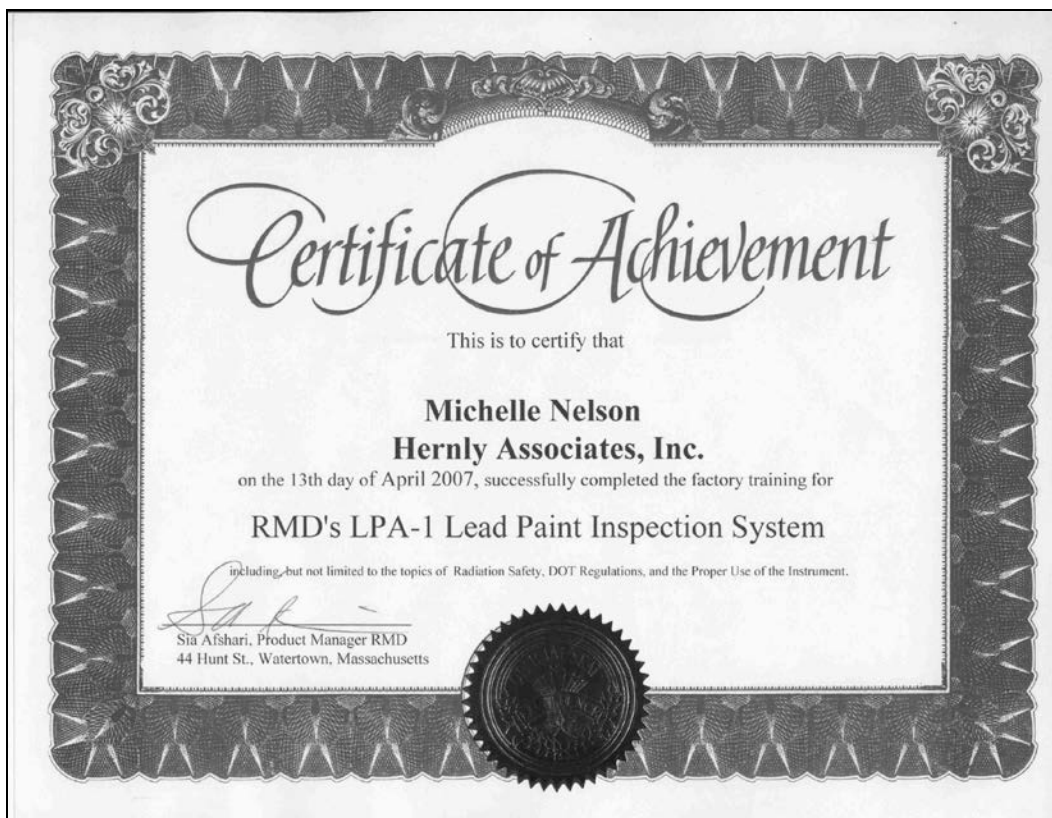 Certificate of Achievement
This is to certify that
Michelle Nelson
Hernly Associates, Inc.
on the 13th day of April 2007, successfully completed the factory training for
RMD's LPA-1 Lead Paint Inspection System
including, but not limited to the topics of Radiation Safety, DOT Regulations, and the Proper Use of the Instrument.
Sia Afshari, Product Manager RMD
44 Hunt St., Watertown, Massachusetts